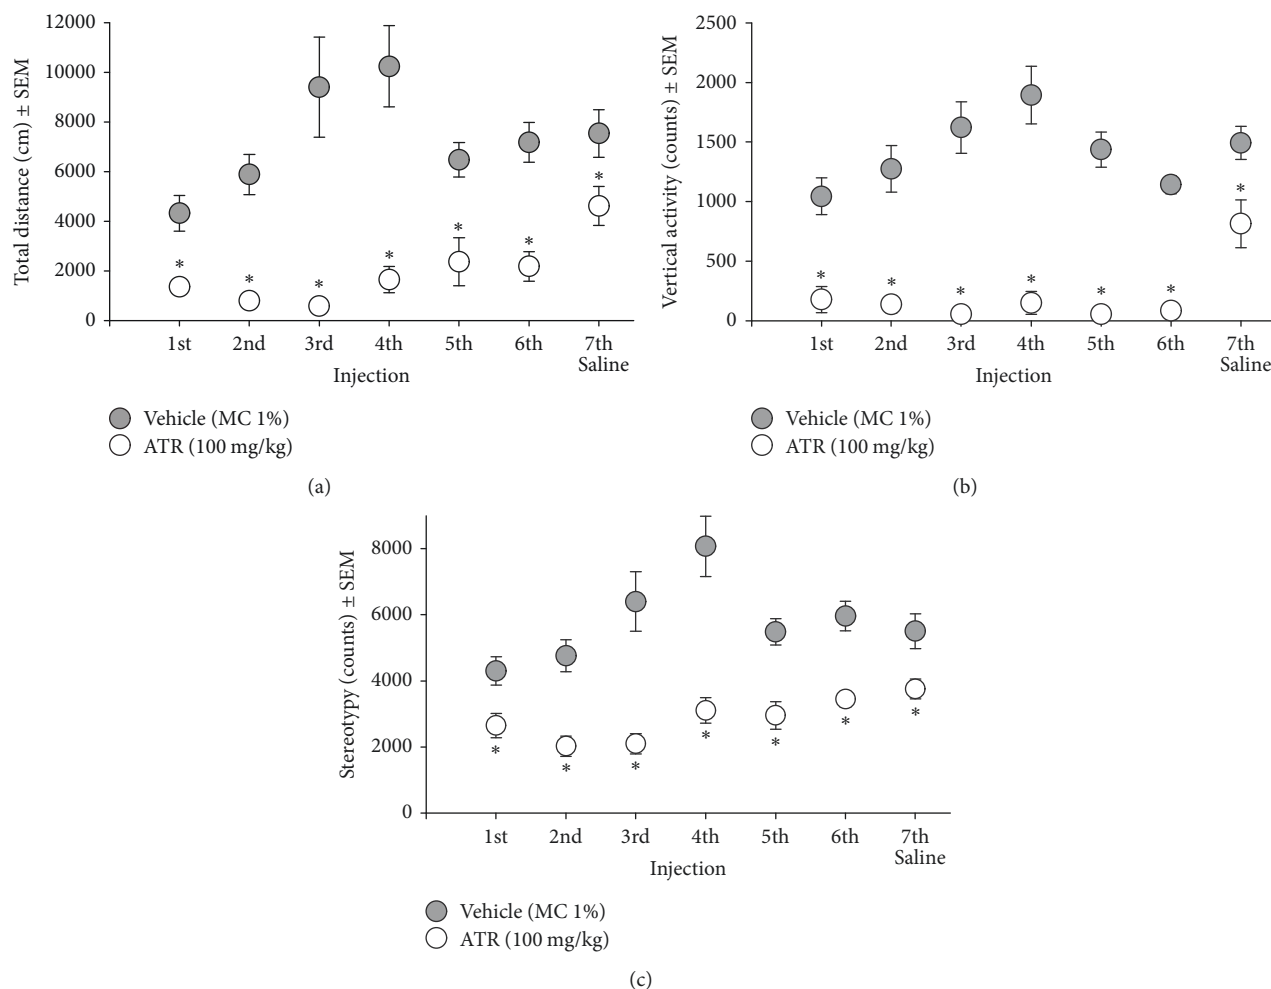 Total distance (cm) ± SEM
12000
10000
8000
6000
4000
2000
0
* * * * * * *
1st 2nd 3rd 4th 5th 6th 7th
Saline
Injection
Vehicle (MC 1%)
ATR (100 mg/kg)
(a)
Vertical activity (counts) ± SEM
2500
2000
1500
1000
500
0
* * * * * * *
1st 2nd 3rd 4th 5th 6th 7th
Saline
Injection
Vehicle (MC 1%)
ATR (100 mg/kg)
(b)
Stereotypy (counts) ± SEM
8000
6000
4000
2000
0
* * * * * * *
1st 2nd 3rd 4th 5th 6th 7th
Saline
Injection
Vehicle (MC 1%)
ATR (100 mg/kg)
(c)